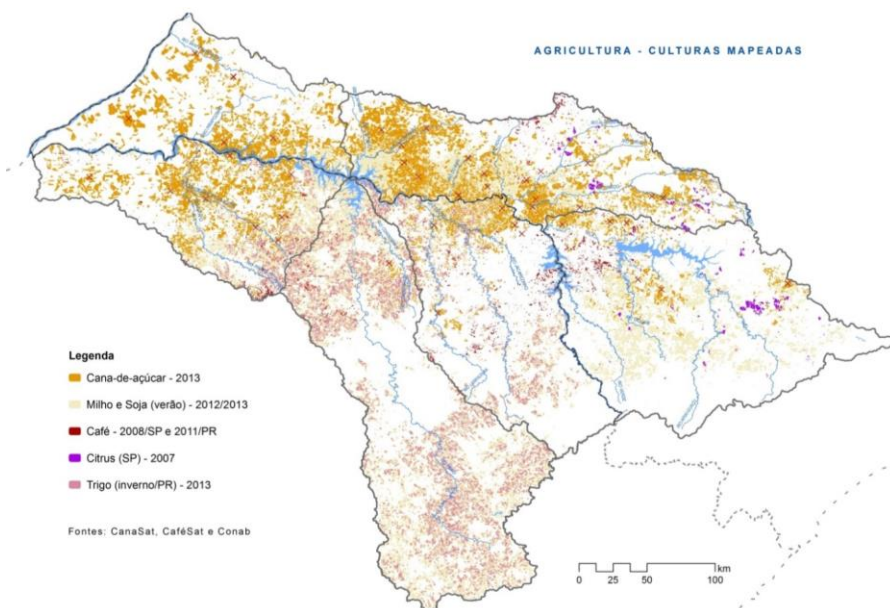 AGRICULTURA - CULTURAS MAPEADAS
Legenda
Cana-de-açúcar - 2013
Milho e Soja (verão) - 2012/2013
Café - 2008/SP e 2011/PR
Citrus (SP) - 2007
Trigo (inverno/PR) - 2013
Fontes: CanaSat, CaféSat e Conab
km
0 25 50 100